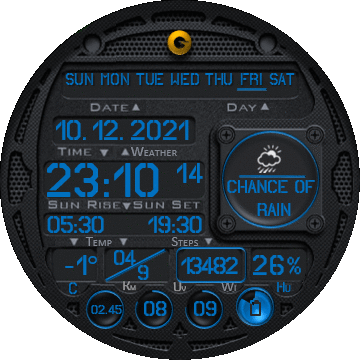 SUN MON TUE WED THU FRI SAT
DATE DAY
10. 12. 2021
TIME WEATHER
23:10 14
CHANCE OF
RAIN
SUN RISE SUN SET
05:30 19:30
TEMP STEPS
-1° 04/9 13482 26%
C KM UV WI HU
02.45 08 09